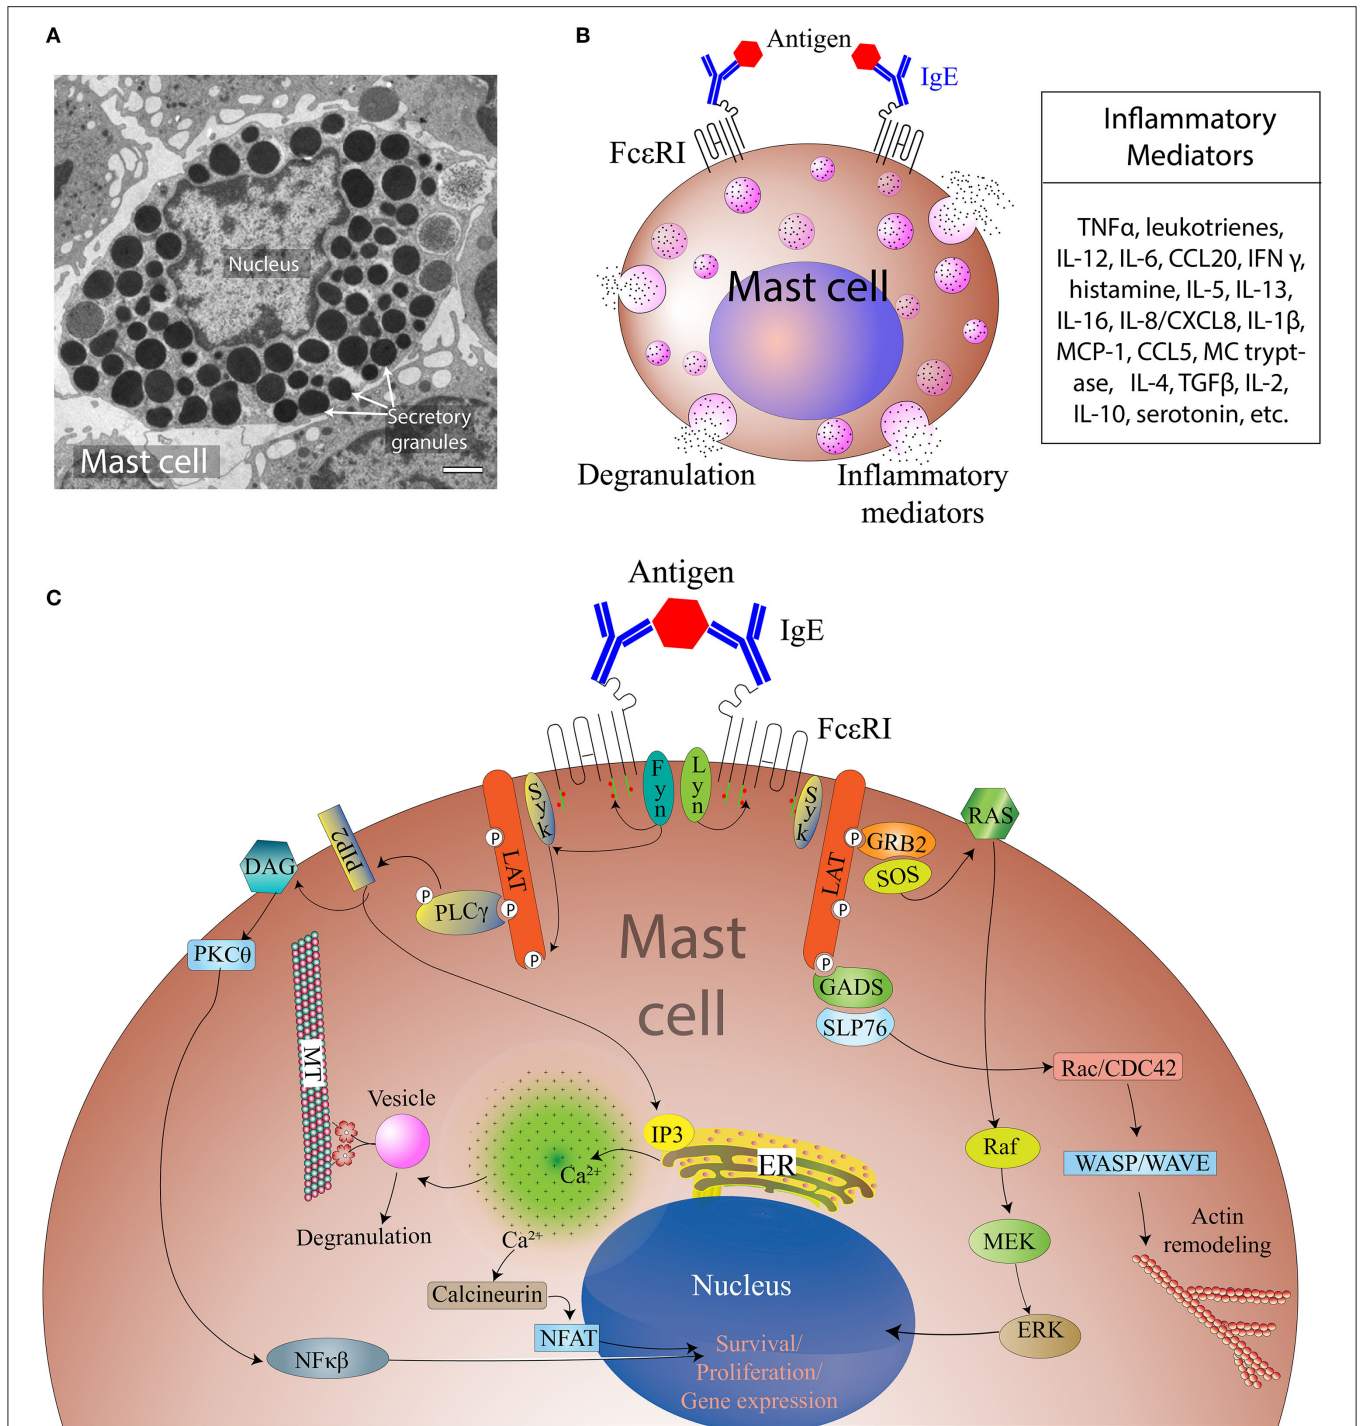 A
Nucleus
Secretory
granules
Mast cell
B
Antigen
IgE
FcεRI
Mast cell
Degranulation
Inflammatory
mediators
Inflammatory
Mediators
TNFα, leukotrienes,
IL-12, IL-6, CCL20, IFN γ,
histamine, IL-5, IL-13,
IL-16, IL-8/CXCL8, IL-1β,
MCP-1, CCL5, MC trypt-
ase, IL-4, TGFβ, IL-2,
IL-10, serotonin, etc.
C
Antigen
IgE
FcεRI
Fyn
Lyn
Syk
Syk
LAT
P
P
P
LAT
P
P
P
GRB2
SOS
RAS
PIP2
DAG
P
PLCγ
PKCθ
Mast
cell
GADS
SLP76
MT
Vesicle
Rac/CDC42
IP3
ER
Raf
WASP/WAVE
Ca²⁺
Degranulation
Ca²⁺
MEK
Actin
remodeling
Calcineurin
Nucleus
NFAT
ERK
NFκβ
Survival/
Proliferation/
Gene expression